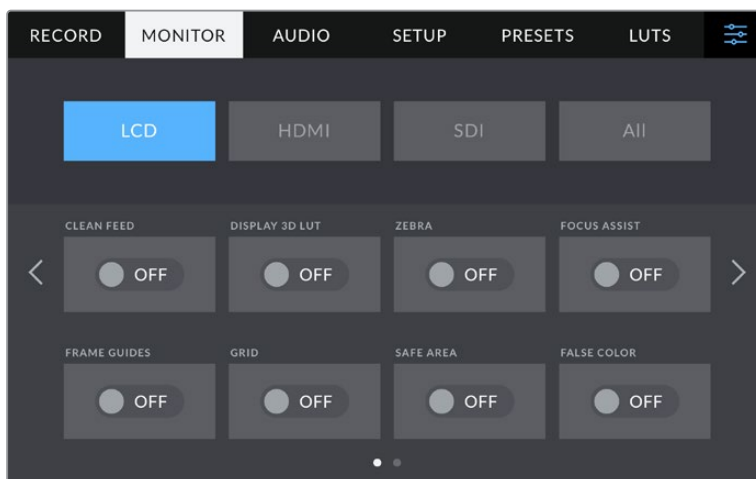 RECORD MONITOR AUDIO SETUP PRESETS LUTS
LCD HDMI SDI All
CLEAN FEED DISPLAY 3D LUT ZEBRA FOCUS ASSIST
OFF OFF OFF OFF
FRAME GUIDES GRID SAFE AREA FALSE COLOR
OFF OFF OFF OFF